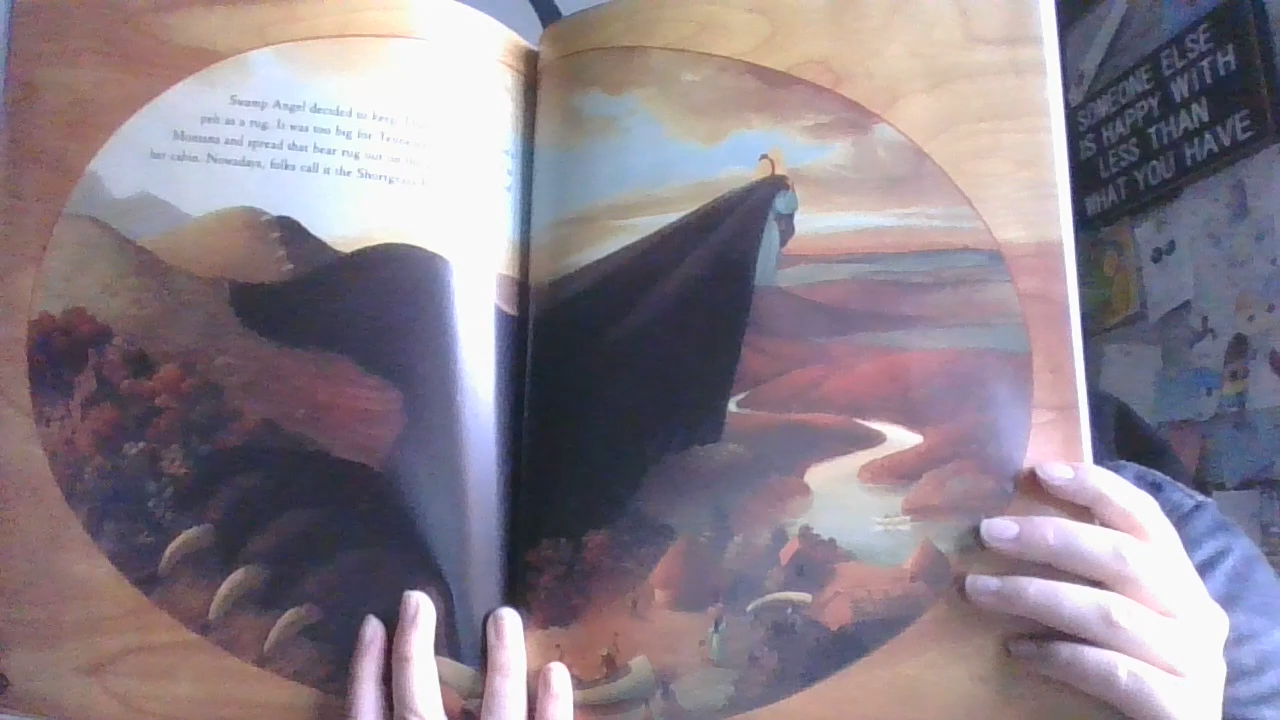 Swamp Angel decided to keep
pelt as a rug. It was too big for
Montana and spread that bear rug out on the
her cabin. Nowadays, folks call it the Shortgrass
SOMEONE ELSE
IS HAPPY WITH
LESS THAN
WHAT YOU HAVE